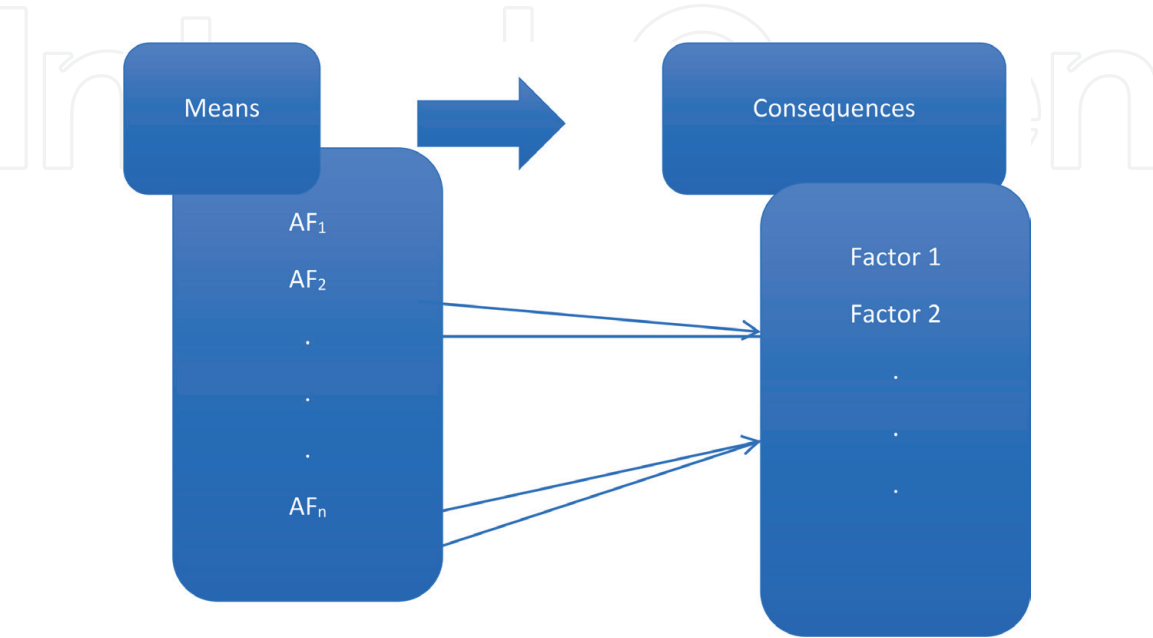 Means
AF₁
AF₂
.
.
.
AFₙ
Consequences
Factor 1
Factor 2
.
.
.